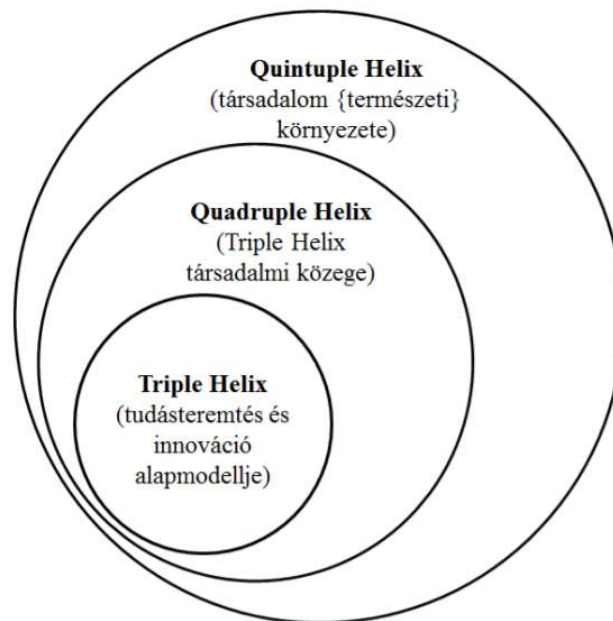 Quintuple Helix
(társadalom {természeti}
környezete)
Quadruple Helix
(Triple Helix
társadalmi közege)
Triple Helix
(tudásteremtés és
innováció
alapmodellje)